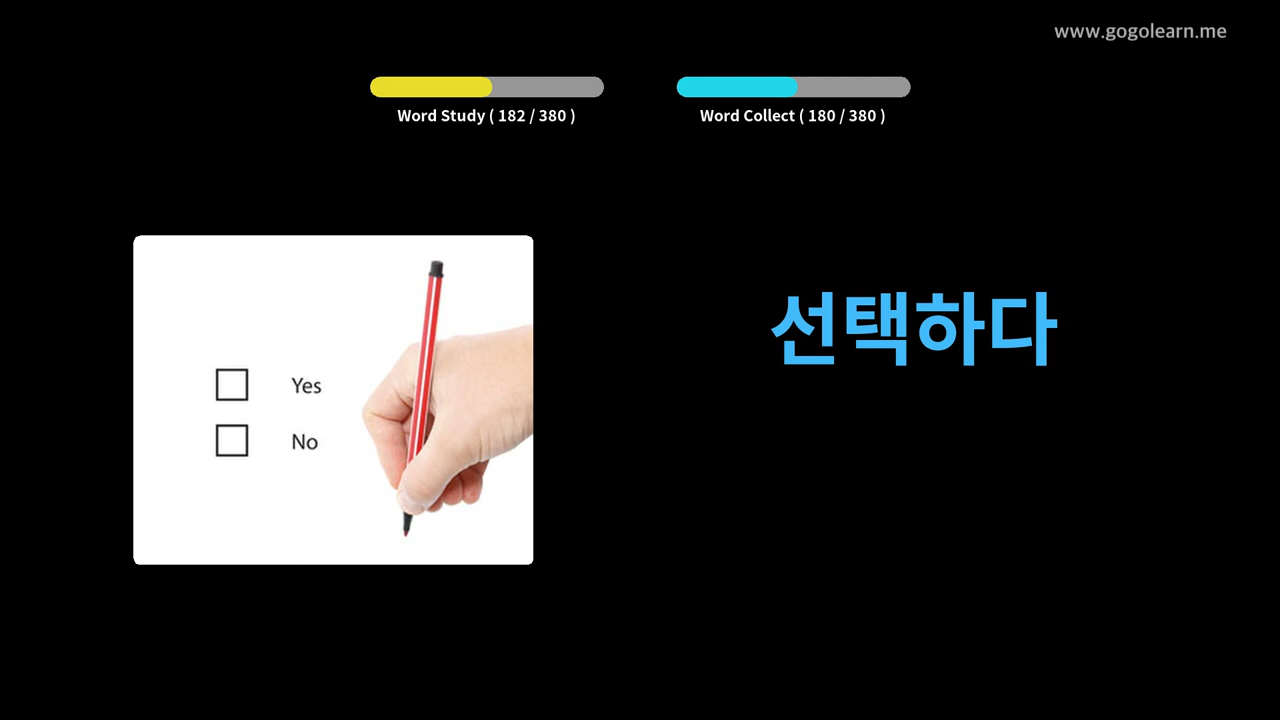 www.gogolearn.me
Word Study ( 182 / 380 )
Word Collect ( 180 / 380 )
선택하다
Yes
No